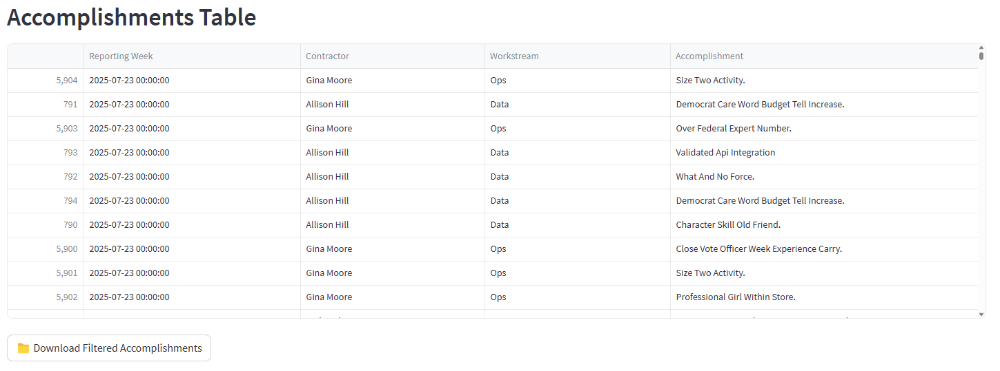 Accomplishments Table
Reporting Week Contractor Workstream Accomplishment
5,904 2025-07-23 00:00:00 Gina Moore Ops Size Two Activity.
791 2025-07-23 00:00:00 Allison Hill Data Democrat Care Word Budget Tell Increase.
5,903 2025-07-23 00:00:00 Gina Moore Ops Over Federal Expert Number.
793 2025-07-23 00:00:00 Allison Hill Data Validated Api Integration
792 2025-07-23 00:00:00 Allison Hill Data What And No Force.
794 2025-07-23 00:00:00 Allison Hill Data Democrat Care Word Budget Tell Increase.
790 2025-07-23 00:00:00 Allison Hill Data Character Skill Old Friend.
5,900 2025-07-23 00:00:00 Gina Moore Ops Close Vote Officer Week Experience Carry.
5,901 2025-07-23 00:00:00 Gina Moore Ops Size Two Activity.
5,902 2025-07-23 00:00:00 Gina Moore Ops Professional Girl Within Store.
Download Filtered Accomplishments